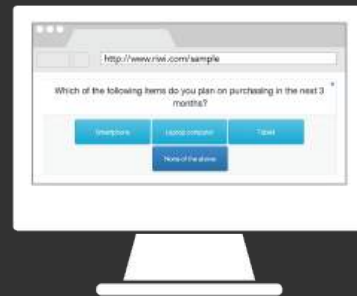 http://www.riwi.com/sample
Which of the following items do you plan on purchasing in the next 3
months?
Smartphone Laptop computer Tablet
None of the above